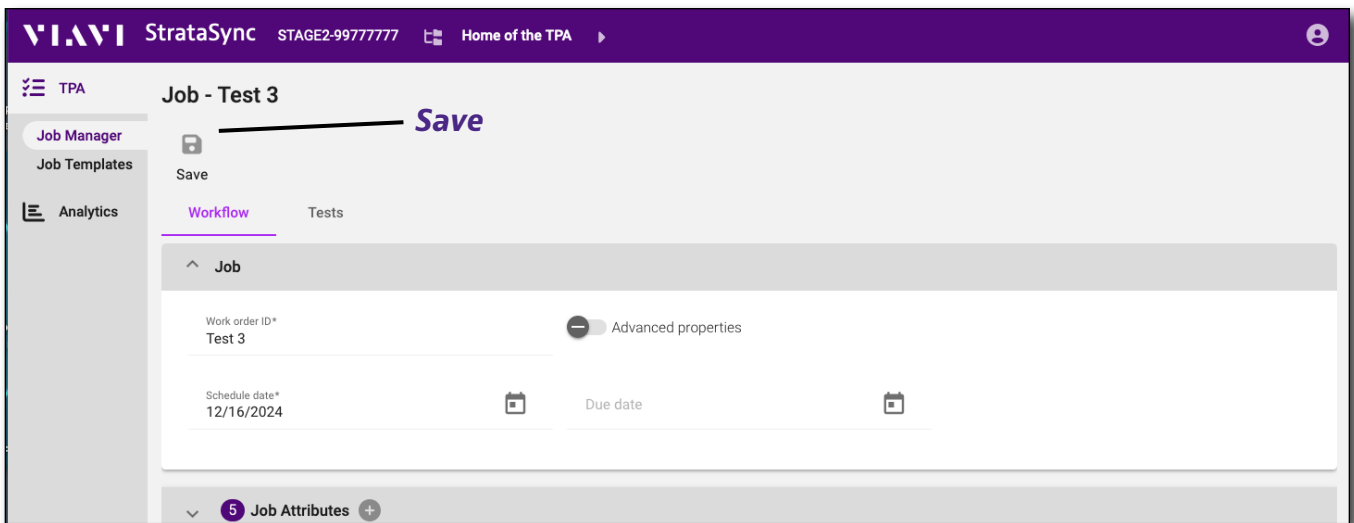 VIAVI StrataSync STAGE2-99777777 Home of the TPA
TPA
Job Manager
Job Templates
Analytics
Job - Test 3
Save
Save
Workflow Tests
Job
Work order ID*
Test 3
Advanced properties
Schedule date*
12/16/2024
Due date
5 Job Attributes